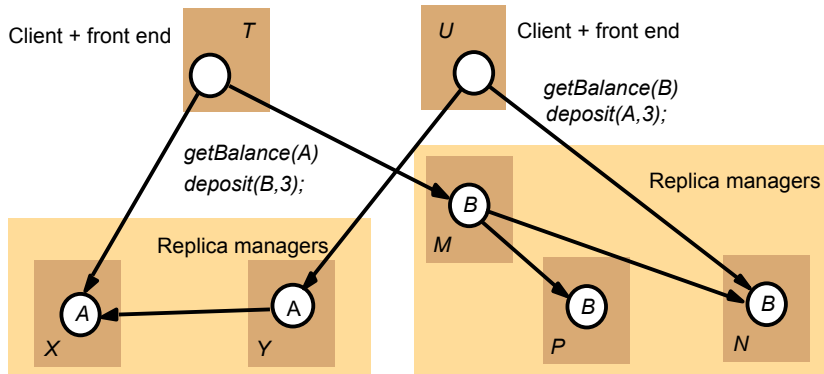 Client + front end
T
U
Client + front end
getBalance(B)
deposit(A,3);
getBalance(A)
deposit(B,3);
Replica managers
B
M
Replica managers
A
X
A
Y
B
P
B
N